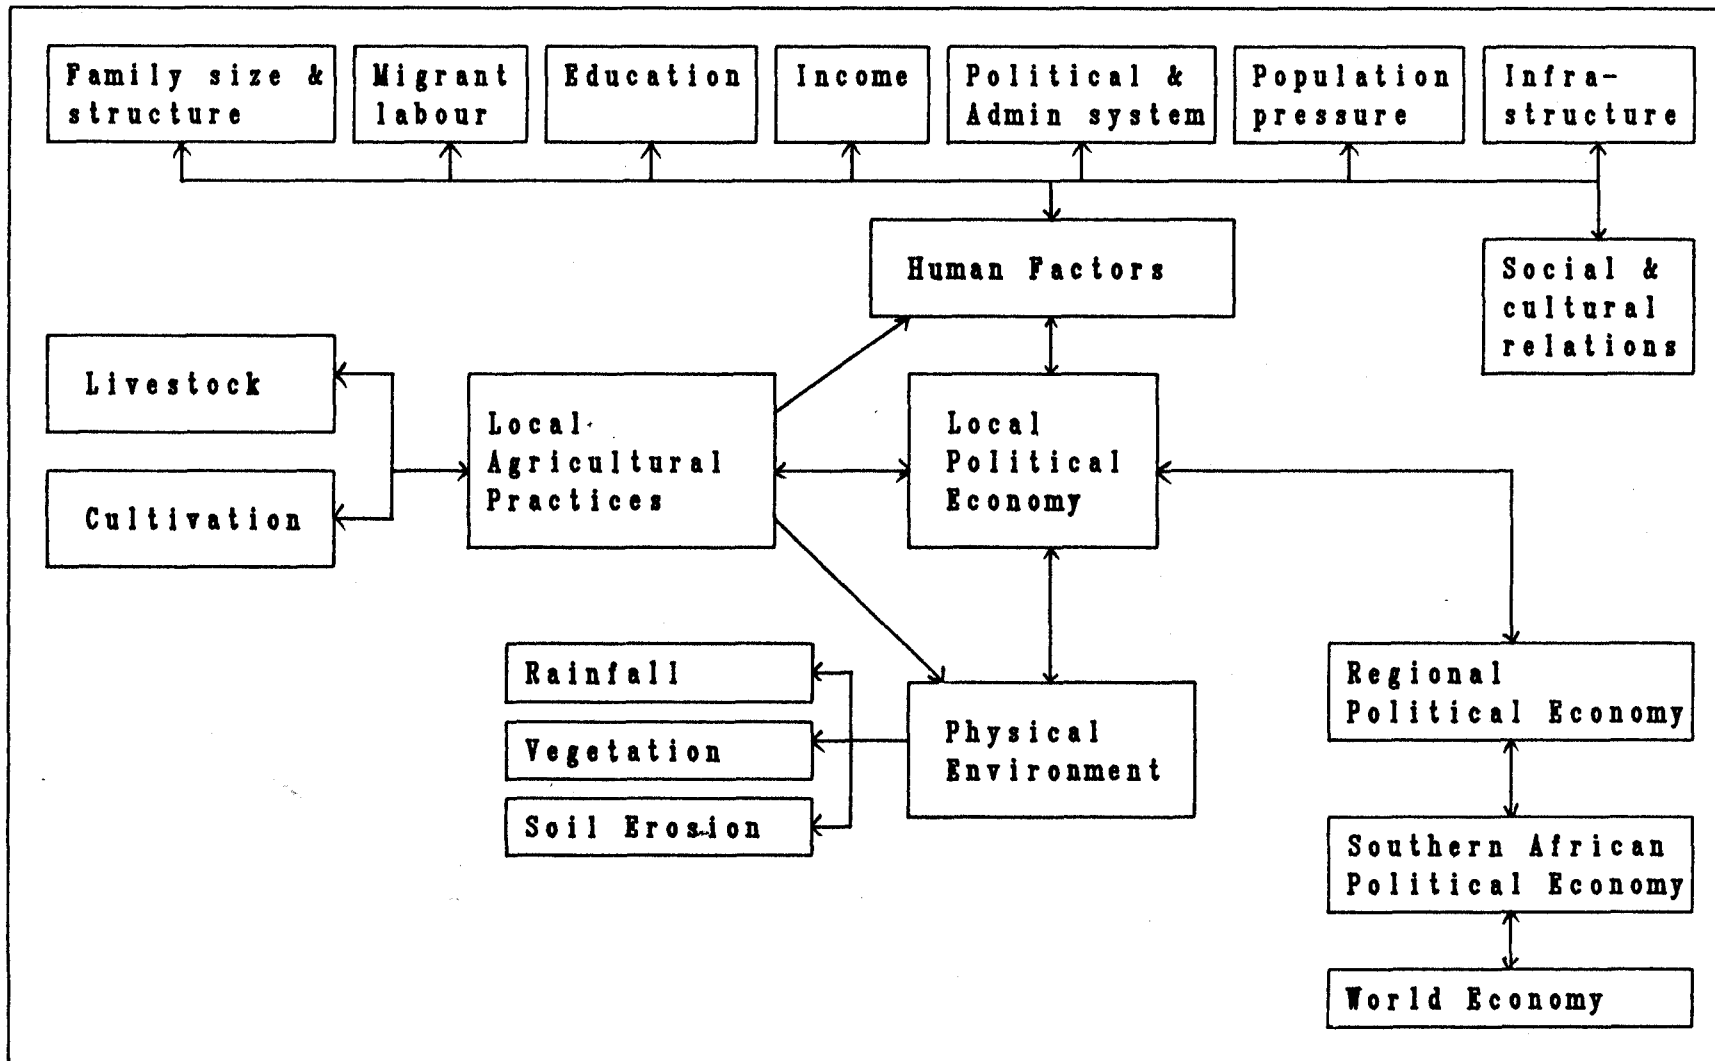 Family size &
structure
Migrant
labour
Education
Income
Political &
Admin system
Population
pressure
Infra-
structure
Human Factors
Social &
cultural
relations
Livestock
Cultivation
Local
Agricultural
Practices
Local
Political
Economy
Rainfall
Vegetation
Soil Erosion
Physical
Environment
Regional
Political Economy
Southern African
Political Economy
World Economy